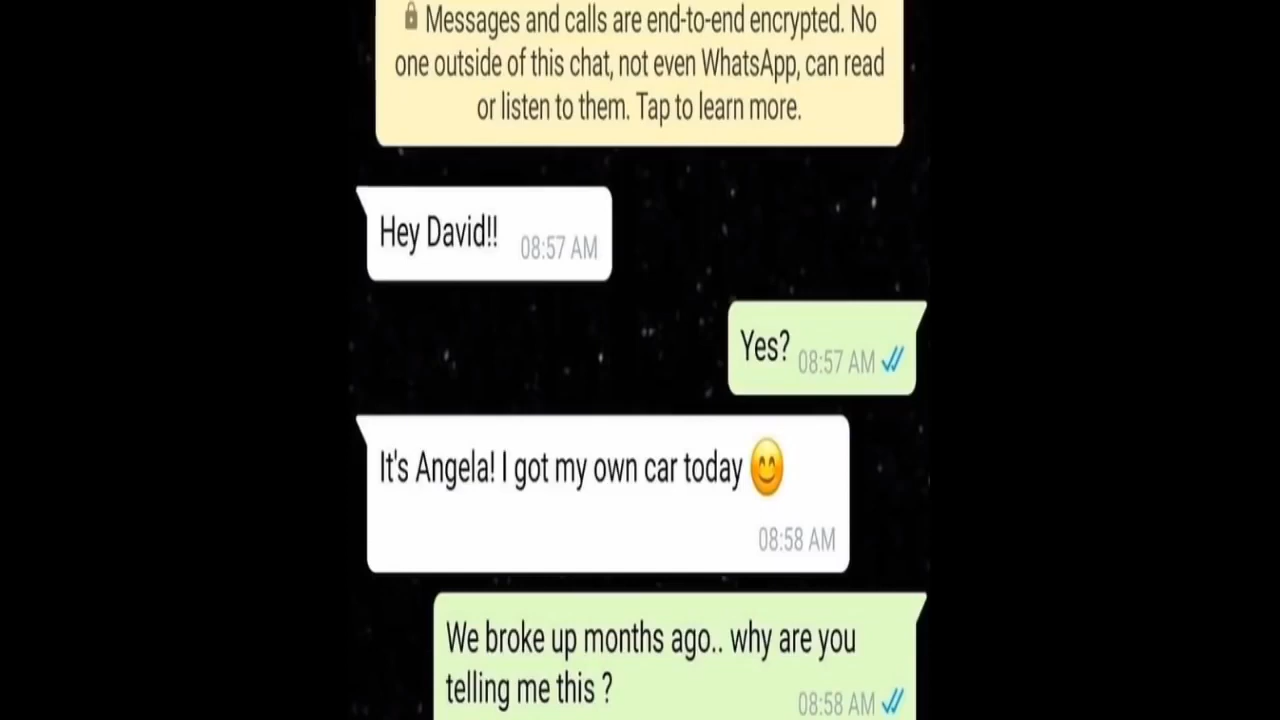 Messages and calls are end-to-end encrypted. No
one outside of this chat, not even WhatsApp, can read
or listen to them. Tap to learn more.
Hey David!! 08:57 AM
Yes? 08:57 AM
It's Angela! I got my own car today 😊
08:58 AM
We broke up months ago.. why are you
telling me this ? 08:58 AM